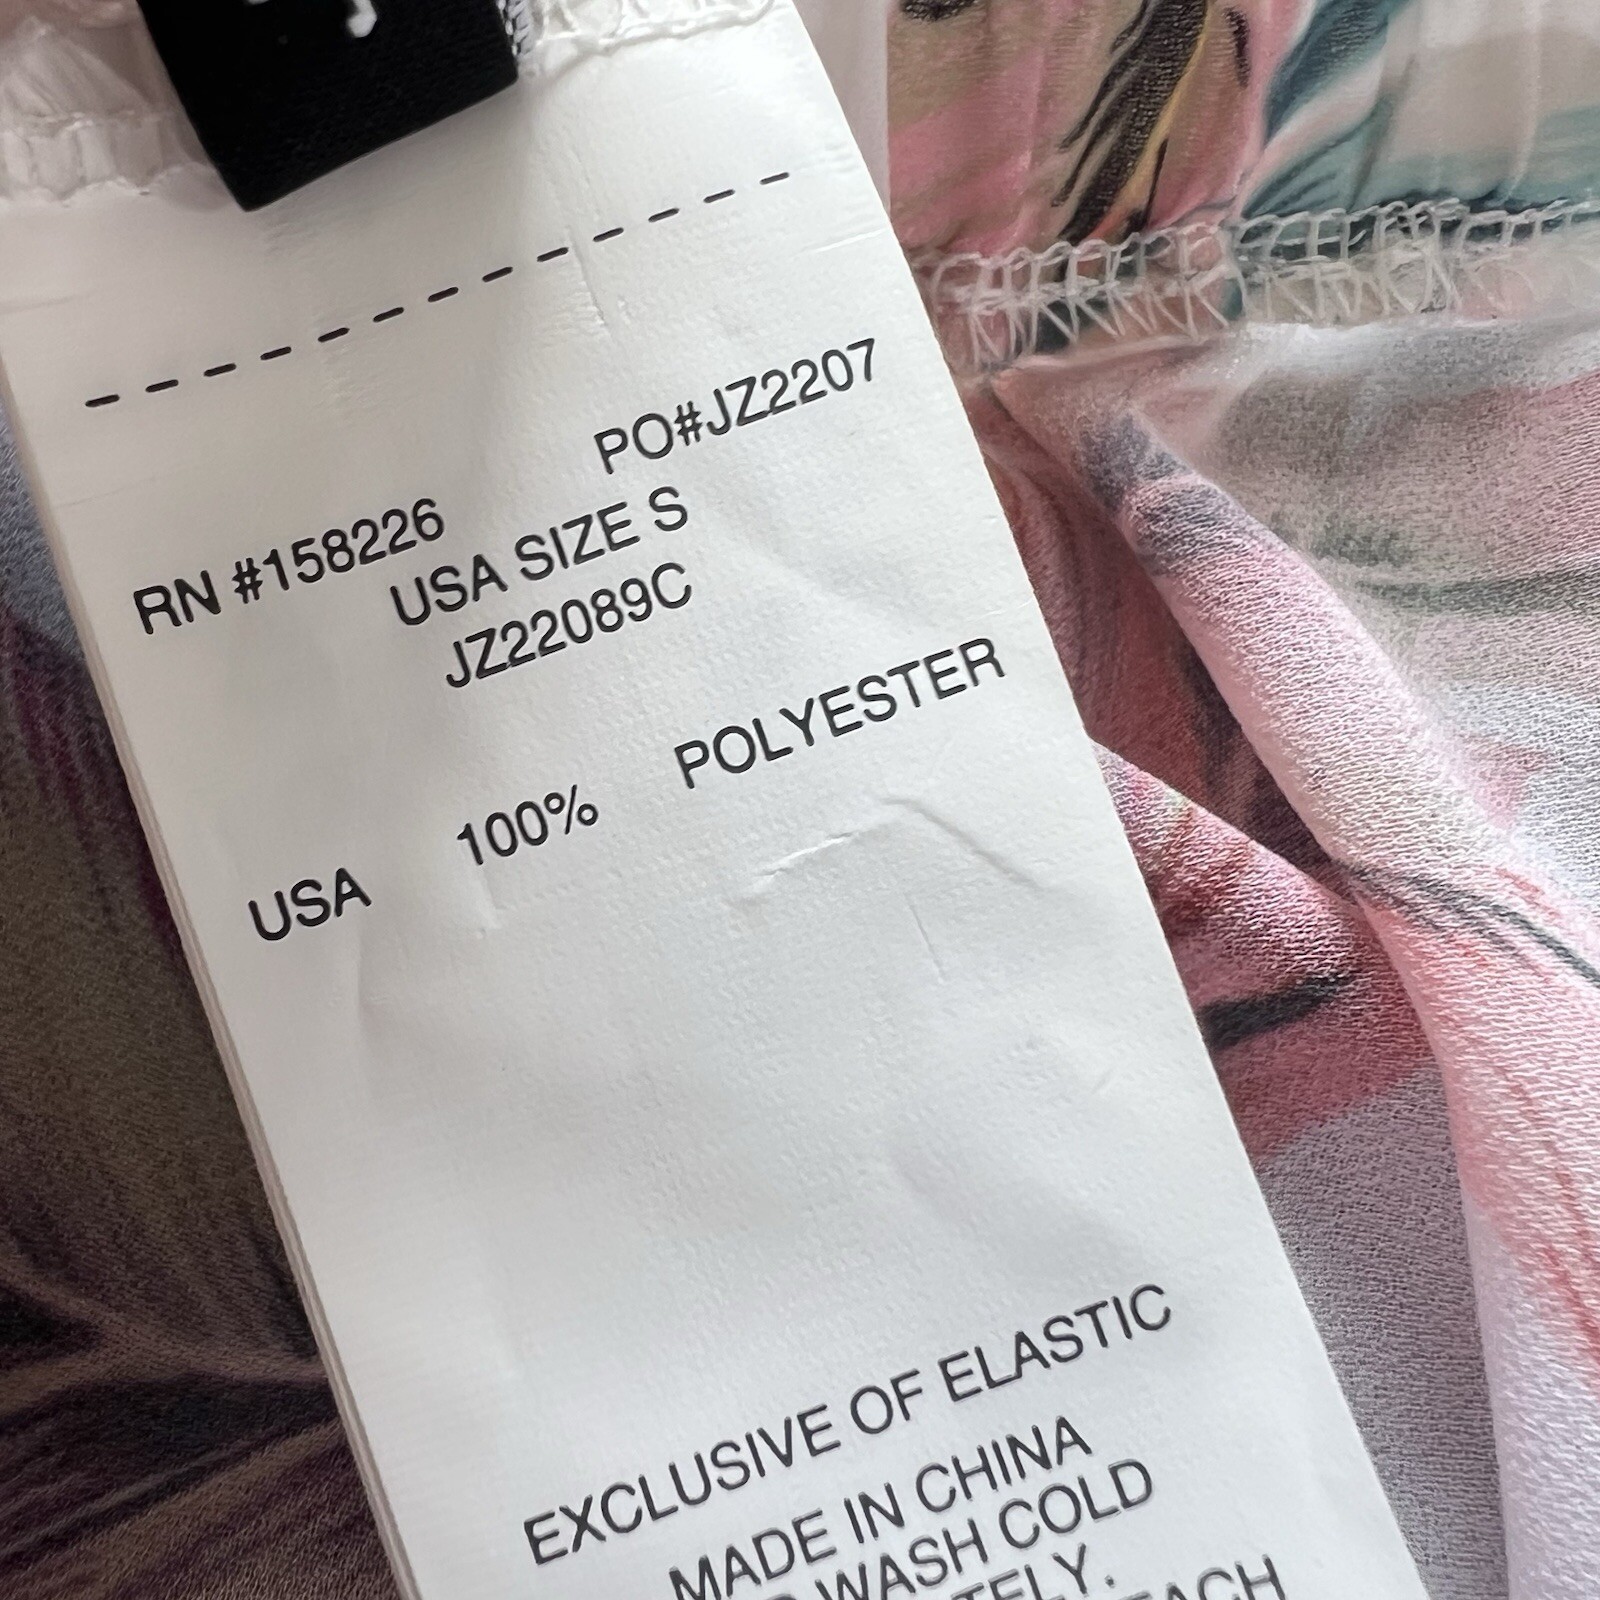 PO#JZ2207
RN #158226
USA SIZE S
JZ22089C
USA 100% POLYESTER
EXCLUSIVE OF ELASTIC
MADE IN CHINA
WASH COLD